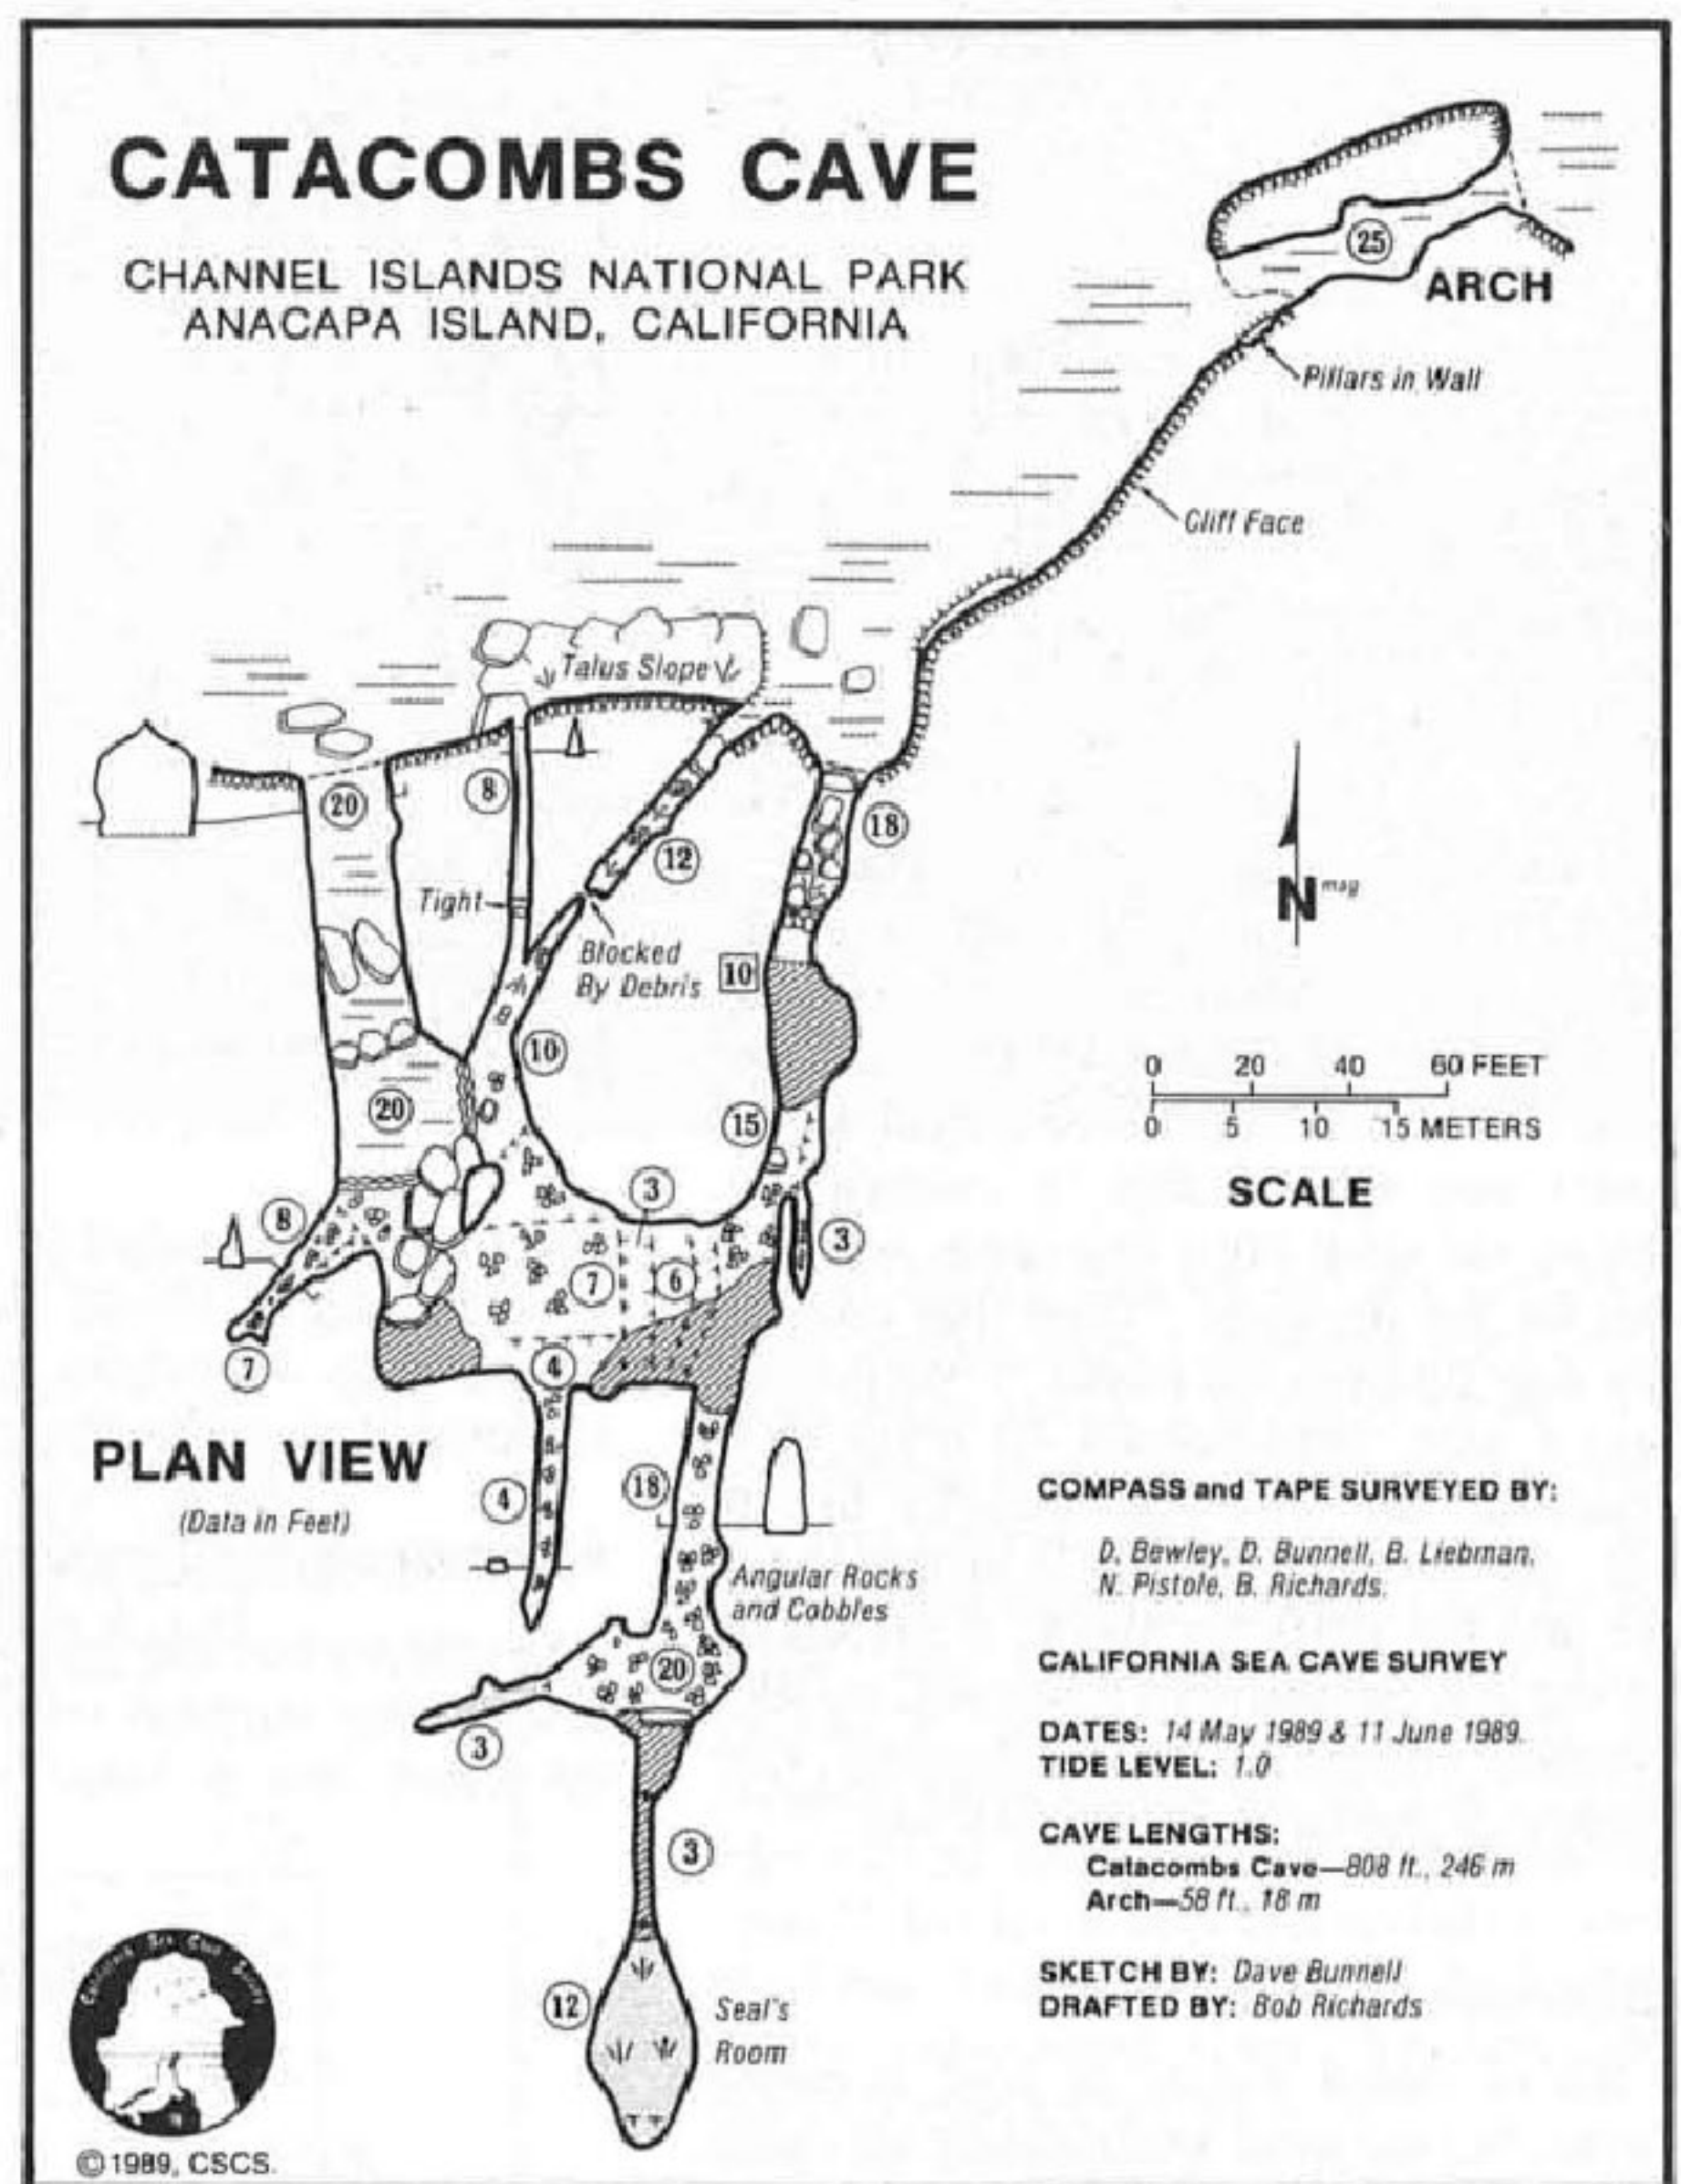 CATACOMBS CAVE
CHANNEL ISLANDS NATIONAL PARK
ANACAPA ISLAND, CALIFORNIA
25
ARCH
Pillars in Wall
Cliff Face
Talus Slope
20
8
18
12
Tight
Blocked
By Debris
10
N mag
10
0 20 40 60 FEET
0 5 10 15 METERS
SCALE
20
15
3
8
3
7
6
4
7
PLAN VIEW
(Data in Feet)
4
18
Angular Rocks
and Cobbles
20
3
3
12
Seal's
Room
COMPASS and TAPE SURVEYED BY:
D. Bewley, D. Bunnell, B. Liebman,
N. Pistole, B. Richards.
CALIFORNIA SEA CAVE SURVEY
DATES: 14 May 1989 & 11 June 1989.
TIDE LEVEL: 1.0
CAVE LENGTHS:
Catacombs Cave—808 ft., 246 m
Arch—58 ft., 18 m
SKETCH BY: Dave Bunnell
DRAFTED BY: Bob Richards
California Sea Cave Survey
©1989, CSCS.